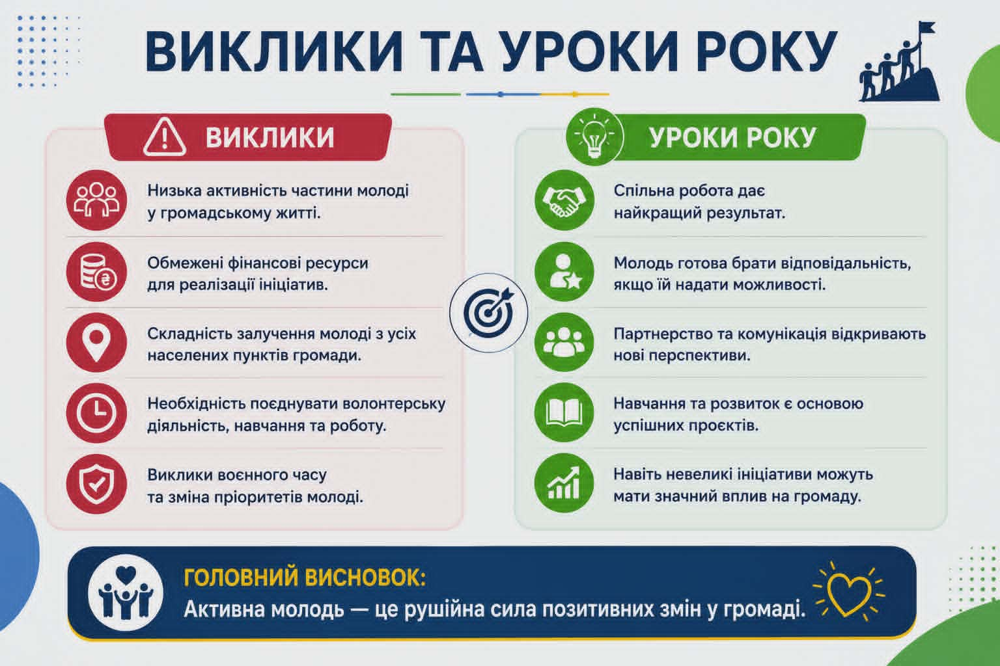 ВИКЛИКИ ТА УРОКИ РОКУ
ВИКЛИКИ
Низька активність частини молоді
у громадському житті.
Обмежені фінансові ресурси
для реалізації ініціатив.
Складність залучення молоді з усіх
населених пунктів громади.
Необхідність поєднувати волонтерську
діяльність, навчання та роботу.
Виклики воєнного часу
та зміна пріоритетів молоді.
УРОКИ РОКУ
Спільна робота дає
найкращий результат.
Молодь готова брати відповідальність,
якщо їй надати можливості.
Партнерство та комунікація відкривають
нові перспективи.
Навчання та розвиток є основою
успішних проєктів.
Навіть невеликі ініціативи можуть
мати значний вплив на громаду.
ГОЛОВНИЙ ВИСНОВОК:
Активна молодь — це рушійна сила позитивних змін у громаді.